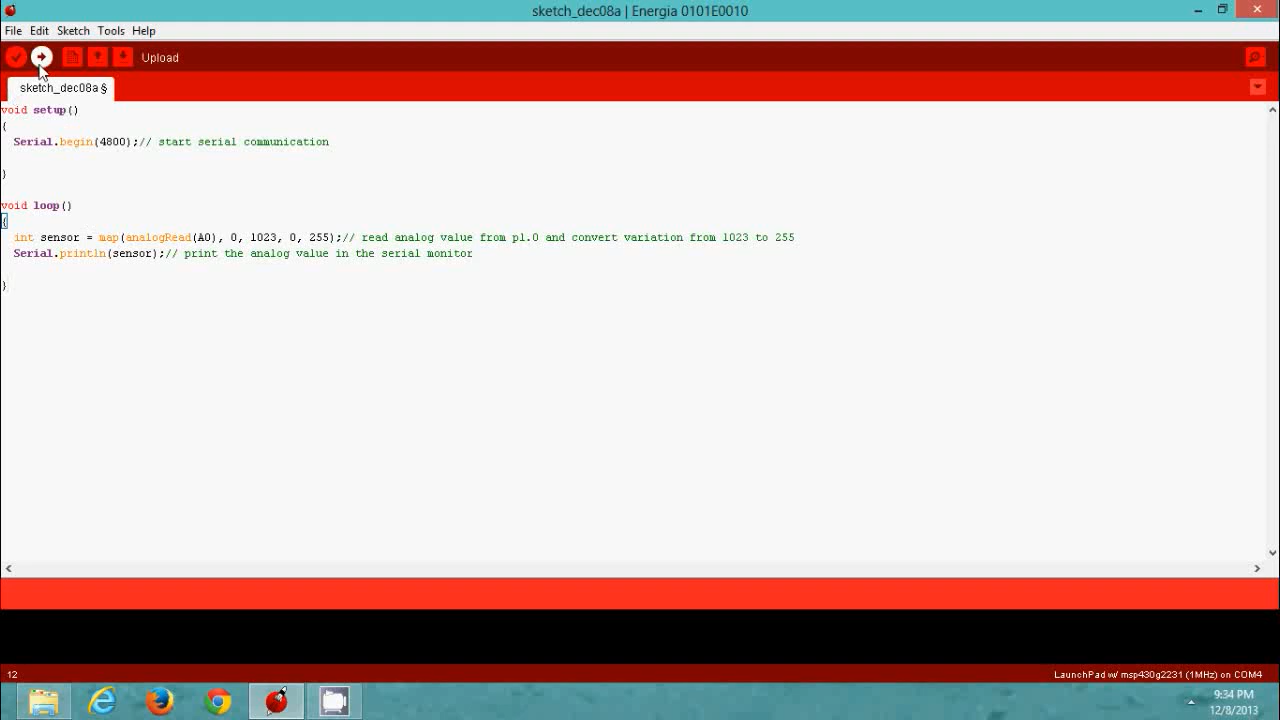 sketch_dec08a | Energia 0101E0010
File Edit Sketch Tools Help
Upload
sketch_dec08a §
void setup()
{
Serial.begin(4800);// start serial communication
}
void loop()
{
int sensor = map(analogRead(A0), 0, 1023, 0, 255);// read analog value from p1.0 and convert variation from 1023 to 255
Serial.println(sensor);// print the analog value in the serial monitor
}
12
LaunchPad w/ msp430g2231 (1MHz) on COM4
9:34 PM
12/8/2013